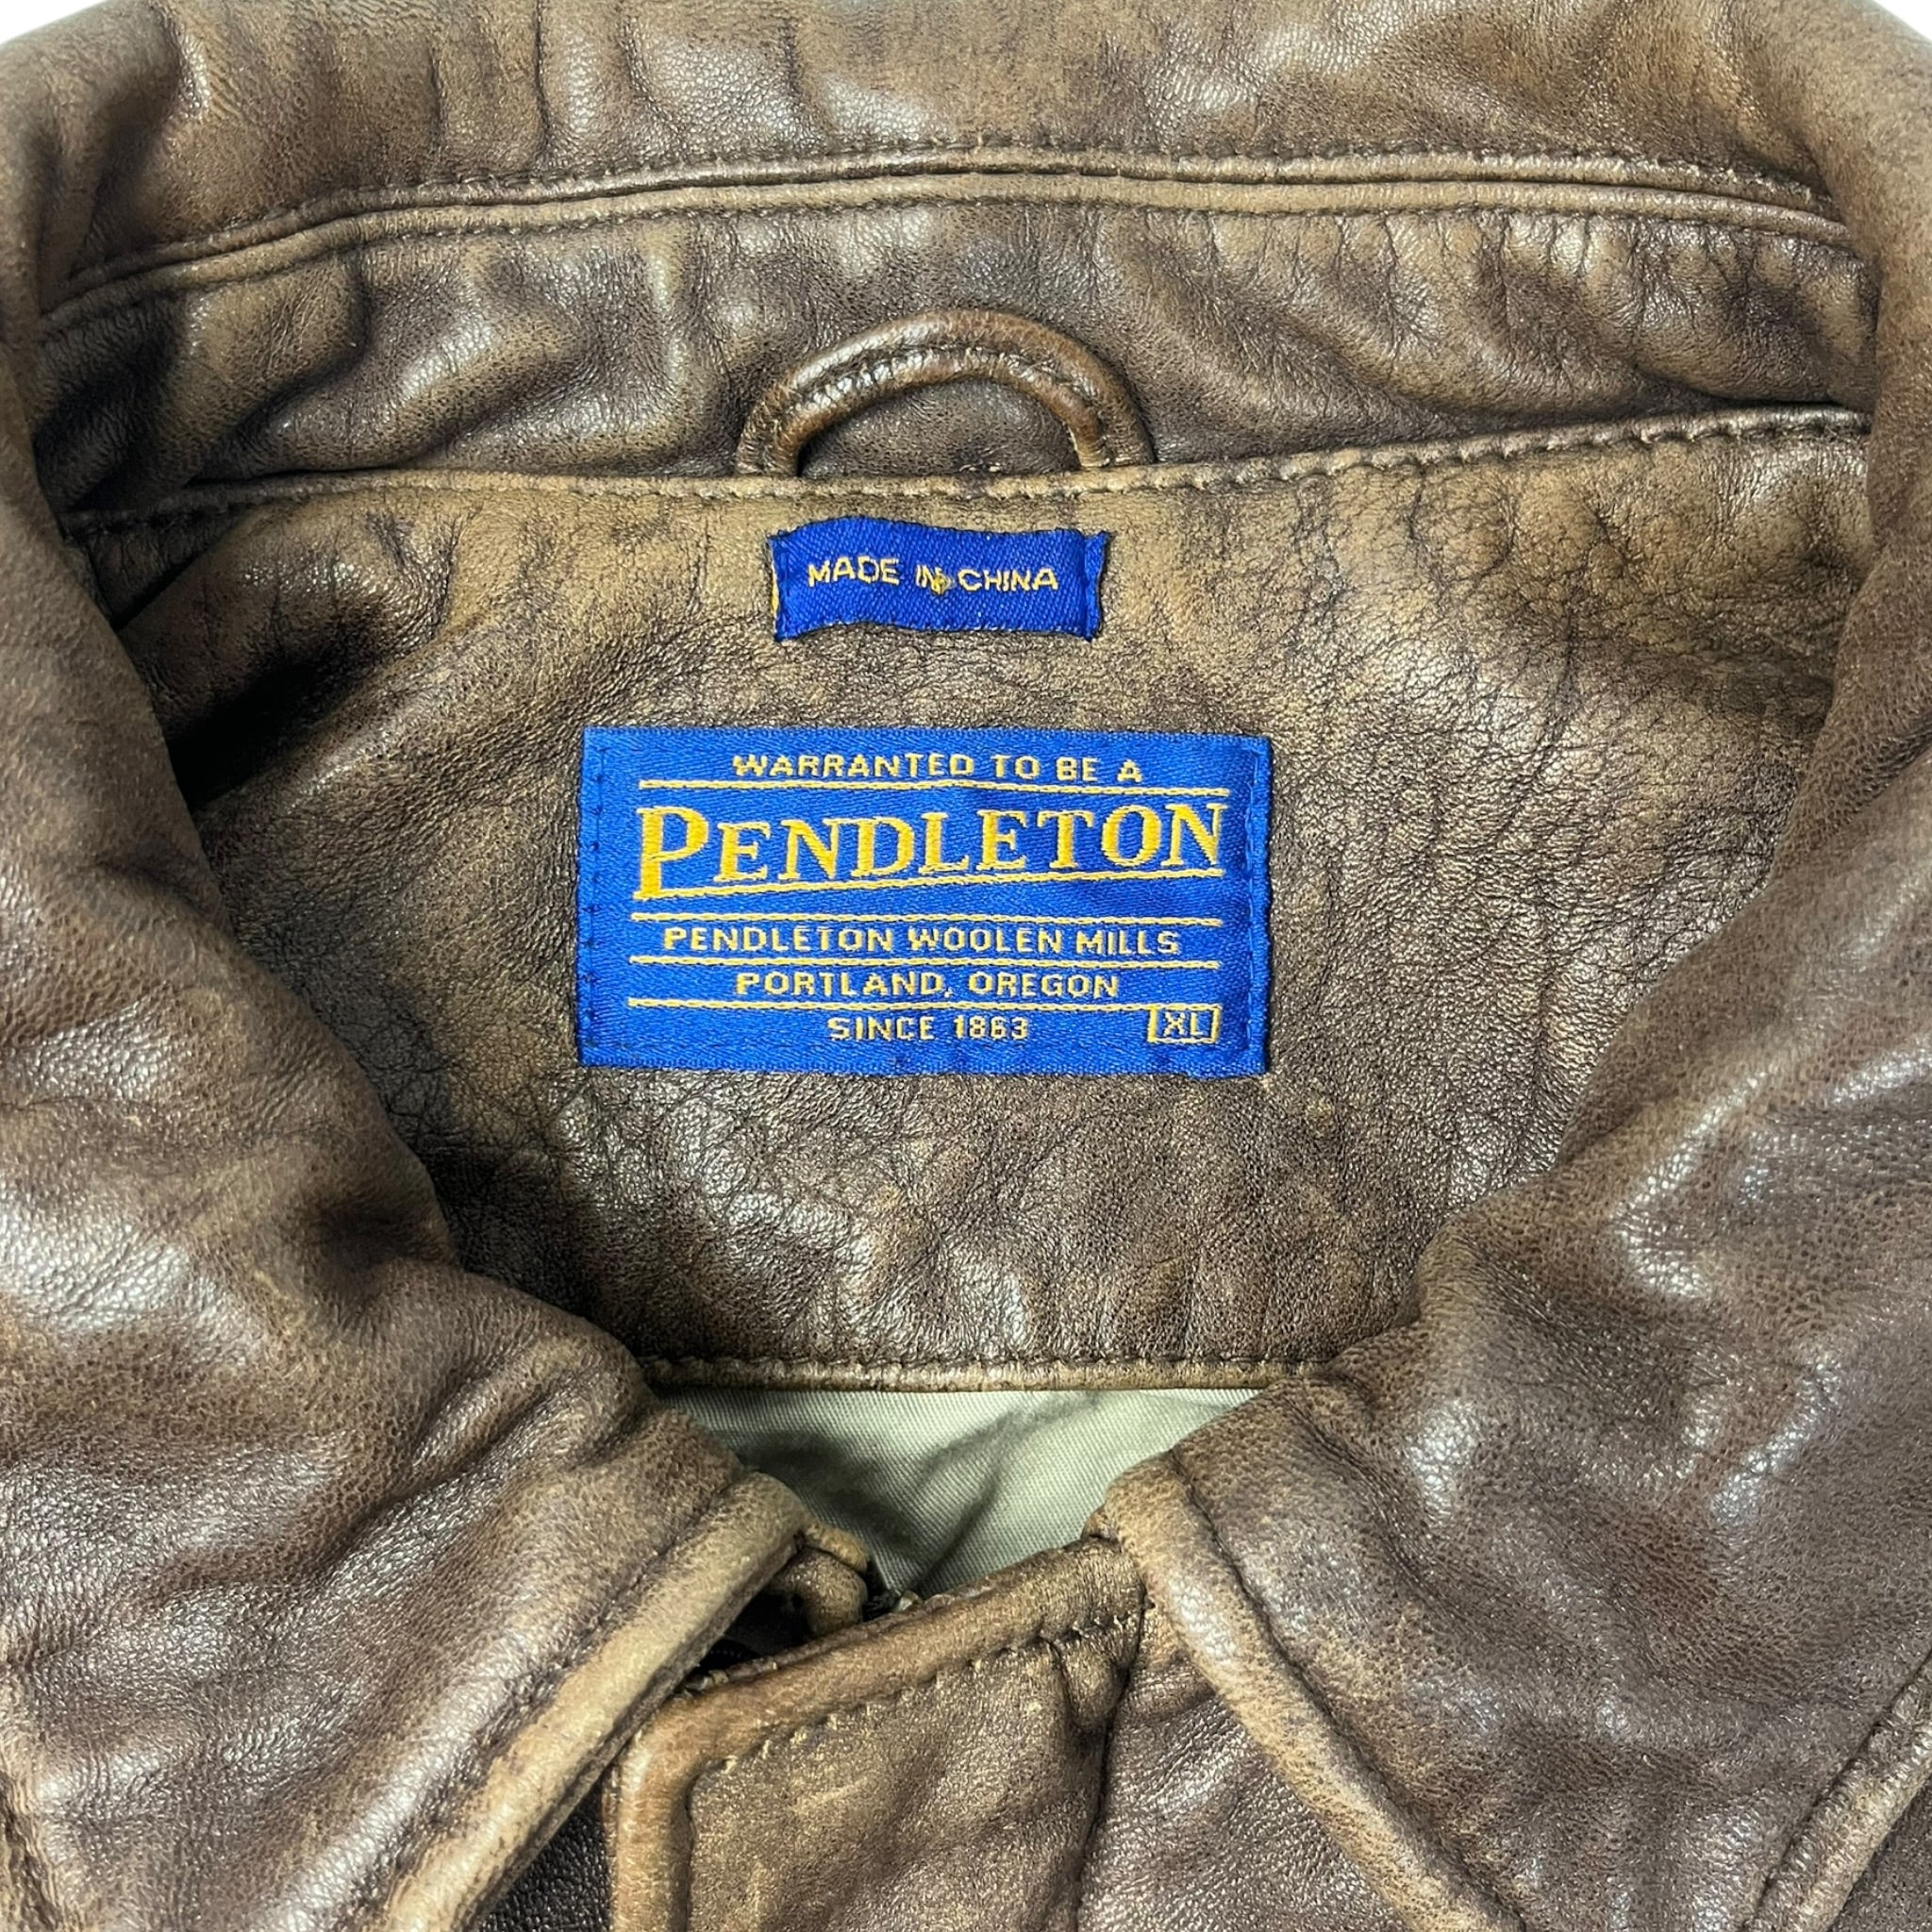 MADE IN CHINA
WARRANTED TO BE A
PENDLETON
PENDLETON WOOLEN MILLS
PORTLAND, OREGON
SINCE 1863
XL